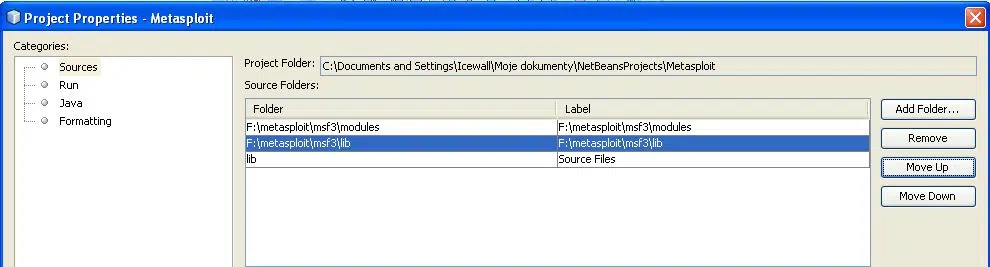 Project Properties - Metasploit
Categories:
Sources
Run
Java
Formatting
Project Folder: C:\Documents and Settings\Icewall\Moje dokumenty\NetBeansProjects\Metasploit
Source Folders:
Folder Label
F:\metasploit\msf3\modules F:\metasploit\msf3\modules
F:\metasploit\msf3\lib F:\metasploit\msf3\lib
lib Source Files
Add Folder...
Remove
Move Up
Move Down